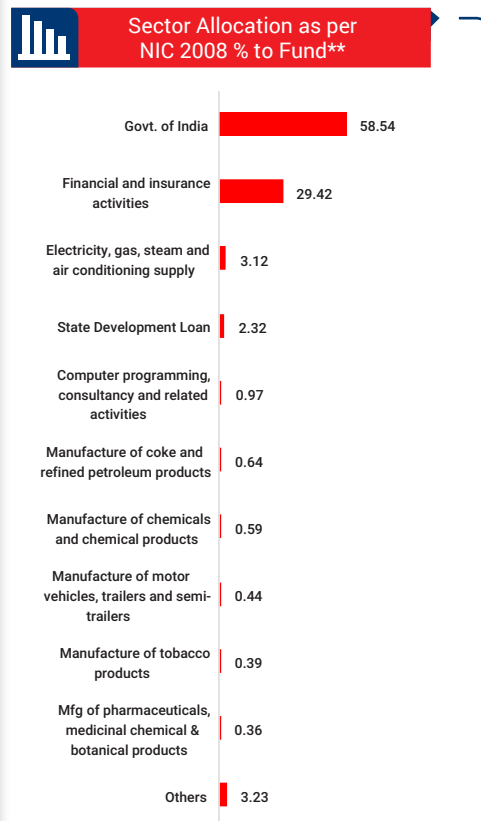 Sector Allocation as per
NIC 2008 % to Fund**
Govt. of India 58.54
Financial and insurance
activities 29.42
Electricity, gas, steam and
air conditioning supply 3.12
State Development Loan 2.32
Computer programming,
consultancy and related 0.97
activities
Manufacture of coke and
refined petroleum products 0.64
Manufacture of chemicals
and chemical products 0.59
Manufacture of motor
vehicles, trailers and semi- 0.44
trailers
Manufacture of tobacco
products 0.39
Mfg of pharmaceuticals,
medicinal chemical & 0.36
botanical products
Others 3.23